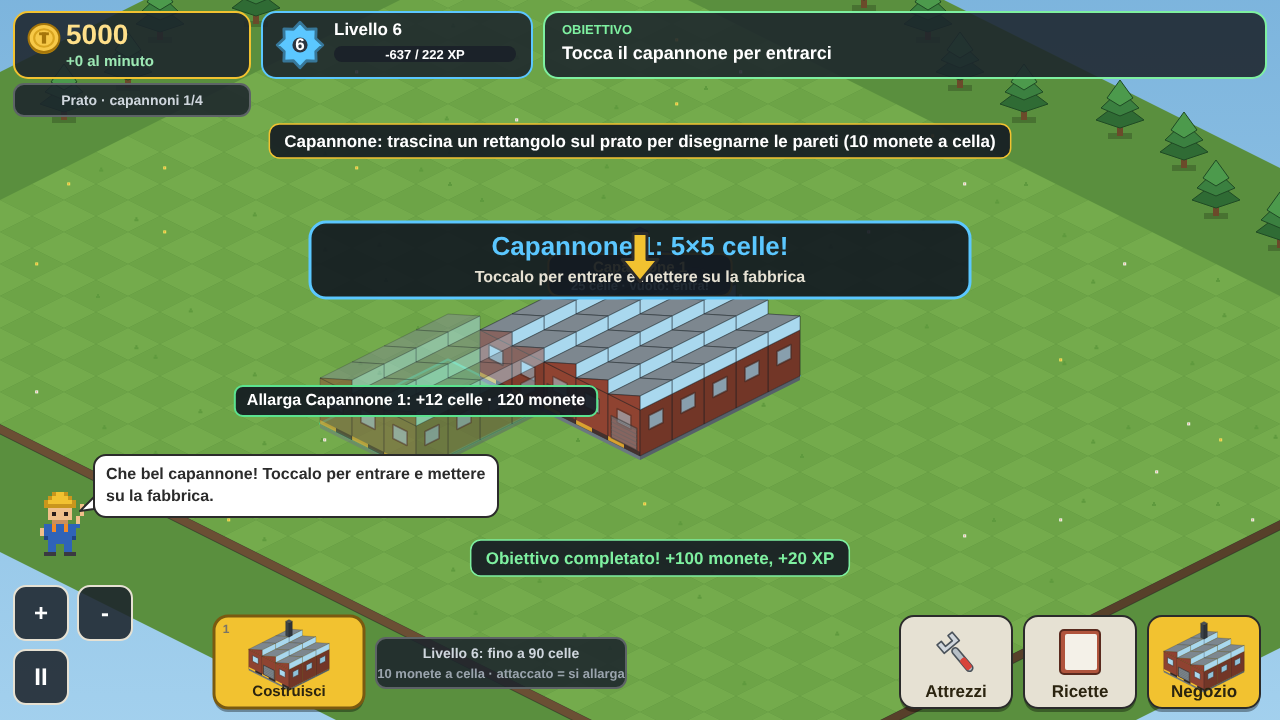 5000
+0 al minuto
6
Livello 6
-637 / 222 XP
OBIETTIVO
Tocca il capannone per entrarci
Prato · capannoni 1/4
Capannone: trascina un rettangolo sul prato per disegnarne le pareti (10 monete a cella)
Capannone 1: 5×5 celle!
Toccalo per entrare e mettere su la fabbrica
Allarga Capannone 1: +12 celle · 120 monete
Che bel capannone! Toccalo per entrare e mettere
su la fabbrica.
Obiettivo completato! +100 monete, +20 XP
+
-
1
Costruisci
Livello 6: fino a 90 celle
10 monete a cella · attaccato = si allarga
Attrezzi
Ricette
Negozio